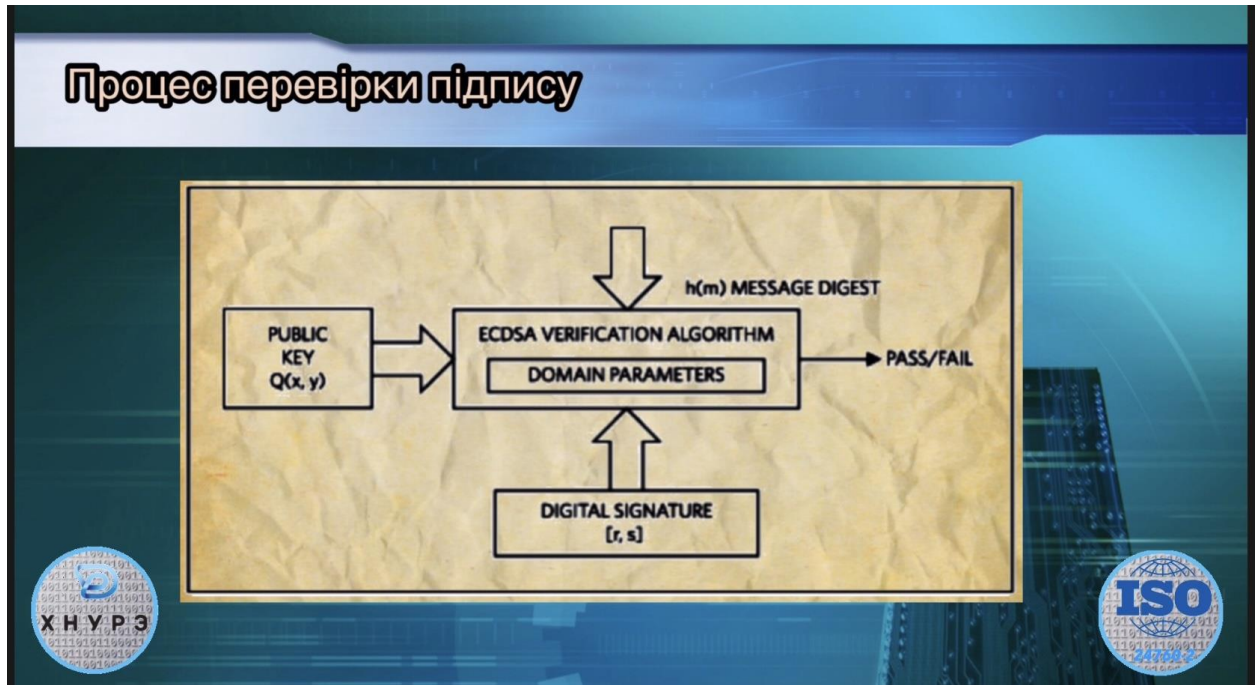 Процес перевірки підпису
h(m) MESSAGE DIGEST
PUBLIC
KEY
Q(x, y)
ECDSA VERIFICATION ALGORITHM
DOMAIN PARAMETERS
PASS/FAIL
DIGITAL SIGNATURE
[r, s]
ХНУРЭ
ISO